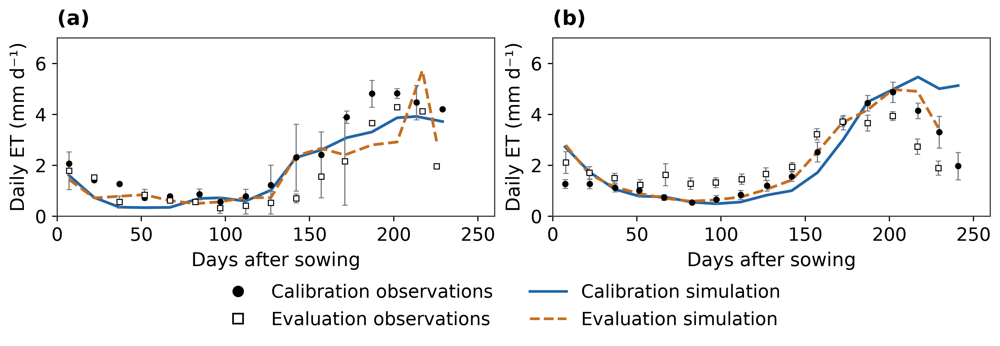 (a)
Daily ET (mm d⁻¹)
6
4
2
0
0 50 100 150 200 250
Days after sowing
(b)
Daily ET (mm d⁻¹)
6
4
2
0
0 50 100 150 200 250
Days after sowing
Calibration observations
Evaluation observations
Calibration simulation
Evaluation simulation